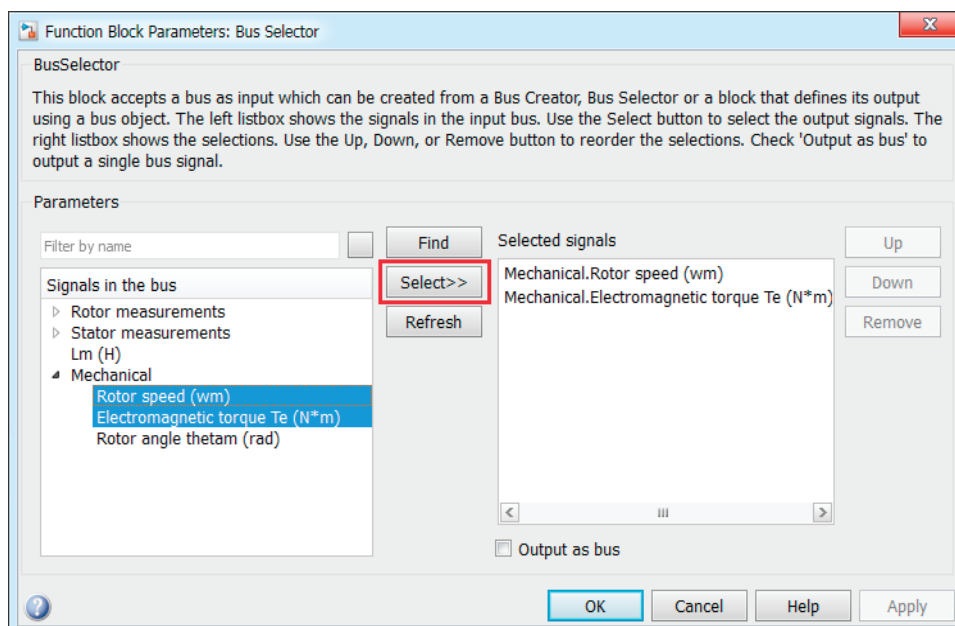 Function Block Parameters: Bus Selector
X
BusSelector
This block accepts a bus as input which can be created from a Bus Creator, Bus Selector or a block that defines its output
using a bus object. The left listbox shows the signals in the input bus. Use the Select button to select the output signals. The
right listbox shows the selections. Use the Up, Down, or Remove button to reorder the selections. Check 'Output as bus' to
output a single bus signal.
Parameters
Filter by name
Find
Select>>
Refresh
Signals in the bus
Rotor measurements
Stator measurements
Lm (H)
Mechanical
Rotor speed (wm)
Electromagnetic torque Te (N*m)
Rotor angle thetam (rad)
Selected signals
Mechanical.Rotor speed (wm)
Mechanical.Electromagnetic torque Te (N*m)
Up
Down
Remove
Output as bus
?
OK
Cancel
Help
Apply